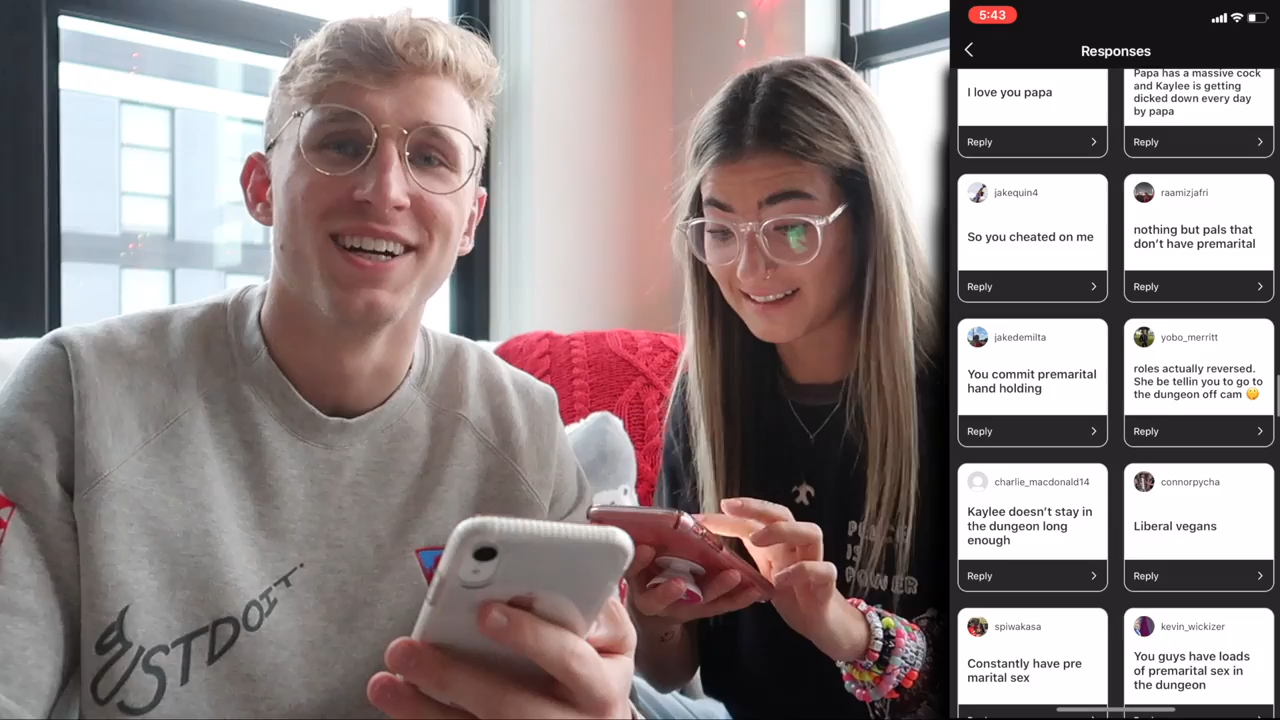 5:43
Responses
I love you papa
Reply
Papa has a massive cock
and Kaylee is getting
dicked down every day
by papa
Reply
jakequin4
So you cheated on me
Reply
raamizjafri
nothing but pals that
don't have premarital
Reply
jakedemilta
You commit premarital
hand holding
Reply
yobo_merritt
roles actually reversed.
She be tellin you to go to
the dungeon off cam
Reply
charlie_macdonald14
Kaylee doesn't stay in
the dungeon long
enough
Reply
connorpycha
Liberal vegans
Reply
spiwakasa
Constantly have pre
marital sex
kevin_wickizer
You guys have loads
of premarital sex in
the dungeon
IS
POWER